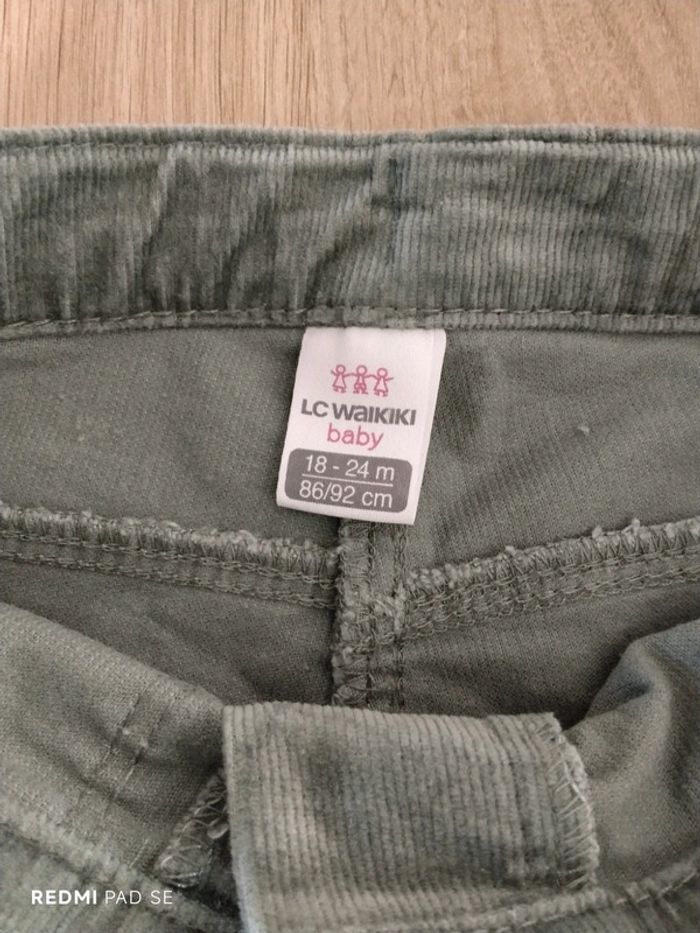 LC WAIKIKI
baby
18 - 24 m
86/92 cm
REDMI PAD SE